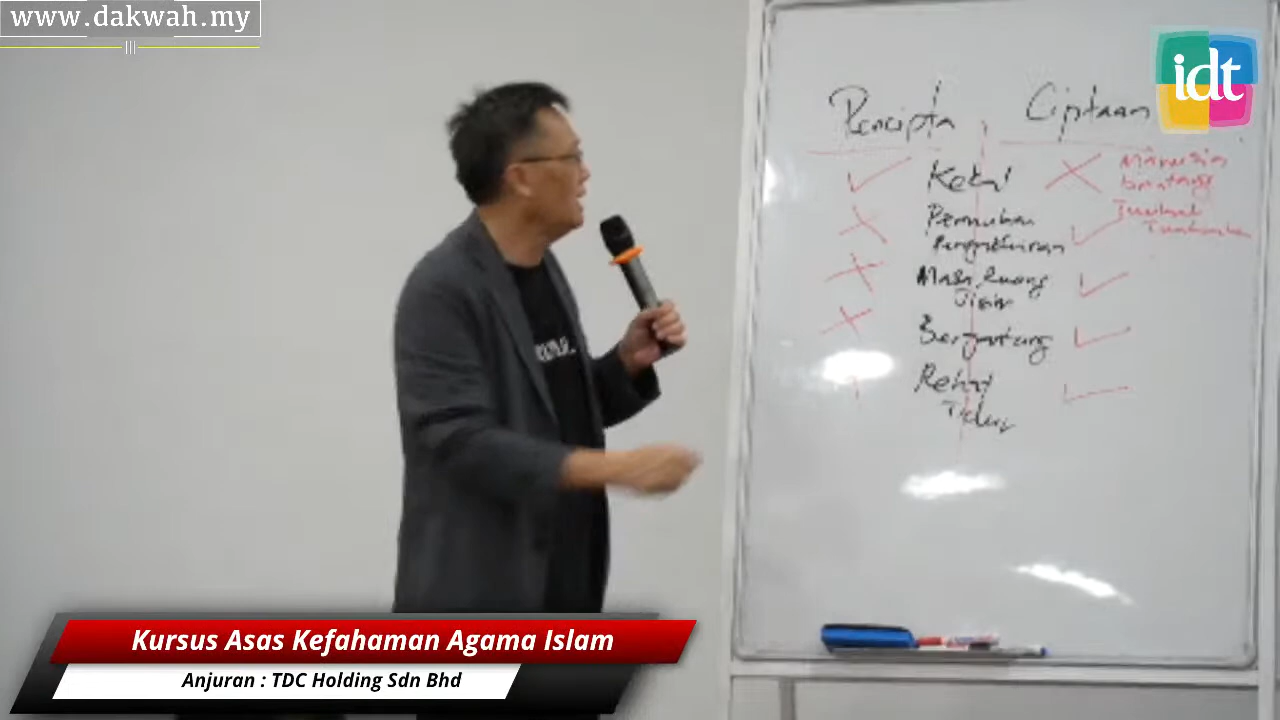 www.dakwah.my
idt
Pencipta
Ciptaan
Kekal
Manusia
binatang
Permulaan
Pengakhiran
Masa, ruang
Jisim
Bergantung
Rehat
Tidur
Kursus Asas Kefahaman Agama Islam
Anjuran : TDC Holding Sdn Bhd